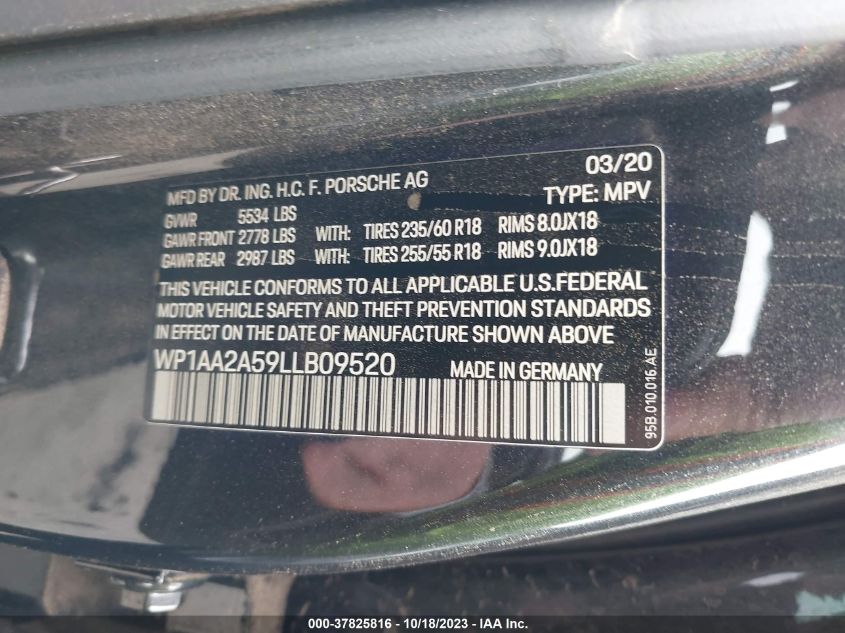 03/20
MFD BY DR. ING. H.C. F. PORSCHE AG TYPE: MPV
GVWR 5534 LBS
GAWR FRONT 2778 LBS WITH: TIRES 235/60 R18 RIMS 8.0JX18
GAWR REAR 2987 LBS WITH: TIRES 255/55 R18 RIMS 9.0JX18
THIS VEHICLE CONFORMS TO ALL APPLICABLE U.S.FEDERAL
MOTOR VEHICLE SAFETY AND THEFT PREVENTION STANDARDS
IN EFFECT ON THE DATE OF MANUFACTURE SHOWN ABOVE
WP1AA2A59LLB09520 MADE IN GERMANY
95B.010.016.AE
000-37825816 - 10/18/2023 - IAA Inc.